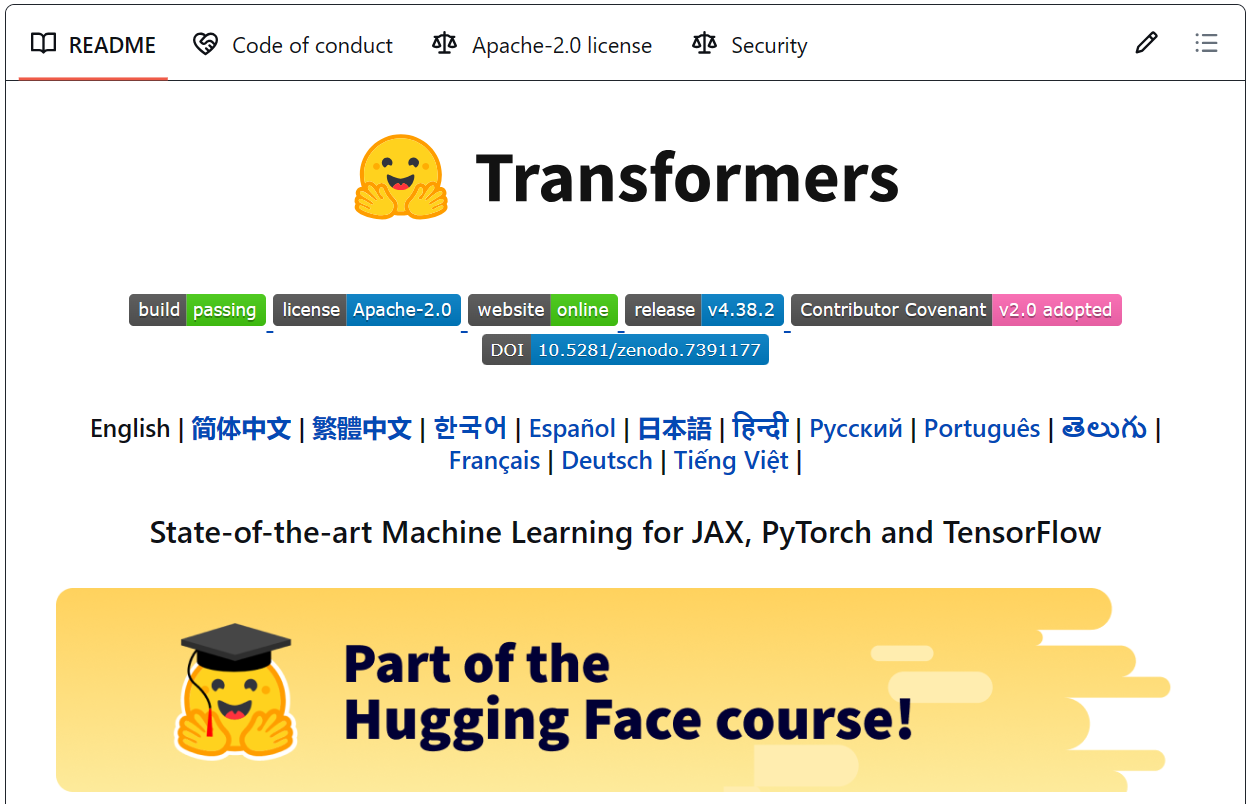 README Code of conduct Apache-2.0 license Security
Transformers
build passing license Apache-2.0 website online release v4.38.2 Contributor Covenant v2.0 adopted
DOI 10.5281/zenodo.7391177
English | 简体中文 | 繁體中文 | 한국어 | Español | 日本語 | हिन्दी | Русский | Português | తెలుగు |
Français | Deutsch | Tiếng Việt |
State-of-the-art Machine Learning for JAX, PyTorch and TensorFlow
Part of the
Hugging Face course!